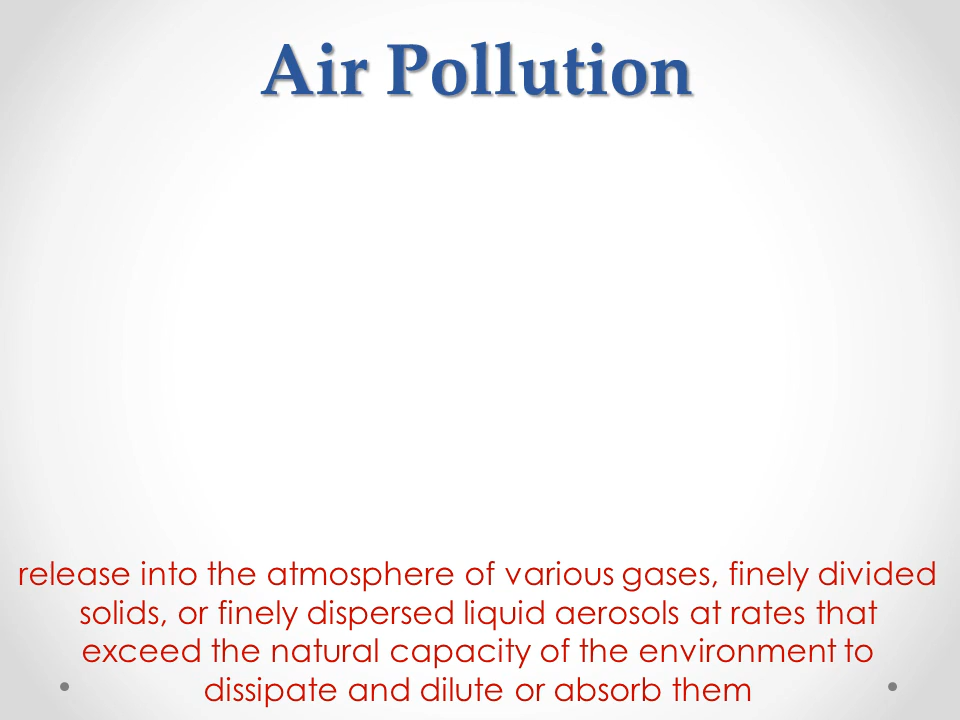 Air Pollution
release into the atmosphere of various gases, finely divided
solids, or finely dispersed liquid aerosols at rates that
exceed the natural capacity of the environment to
dissipate and dilute or absorb them